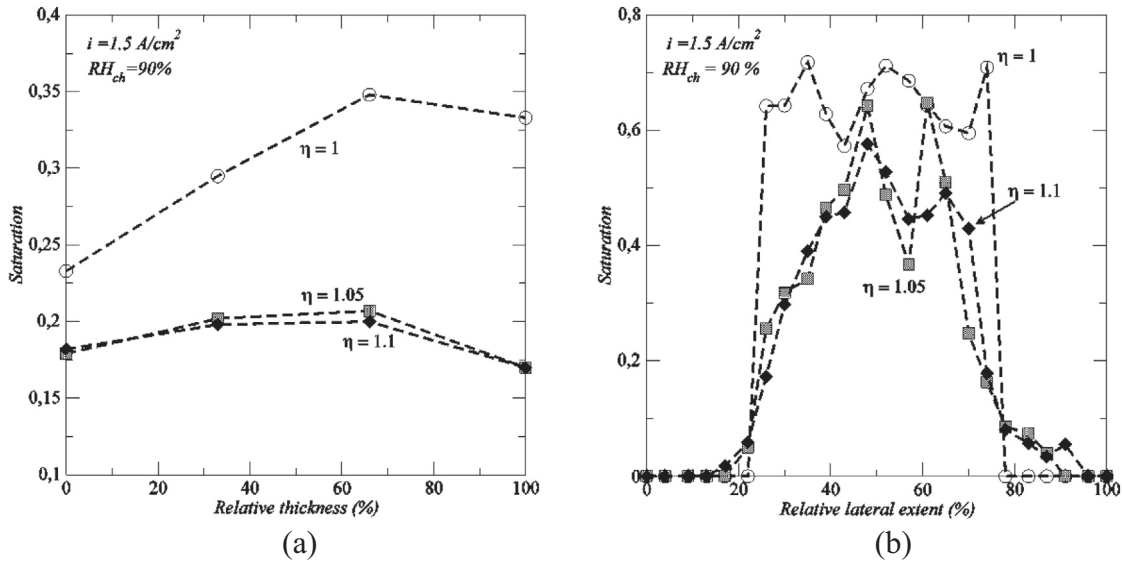 0,4
0,35
0,3
0,25
0,2
0,15
0,1
Saturation
i =1.5 A/cm²
RH_ch=90%
η = 1
η = 1.05
η = 1.1
0
20
40
60
80
100
Relative thickness (%)
(a)
0,8
0,6
0,4
0,2
0
Saturation
i =1.5 A/cm²
RH_ch = 90 %
η = 1
η = 1.1
η = 1.05
0
20
40
60
80
100
Relative lateral extent (%)
(b)